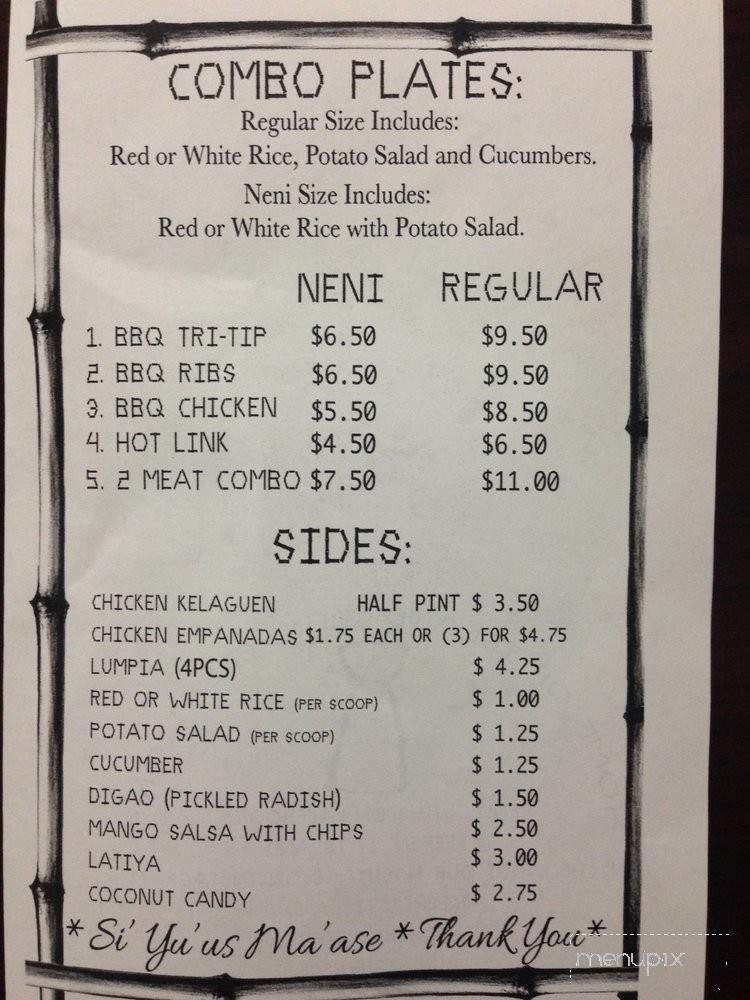 COMBO PLATES:
Regular Size Includes:
Red or White Rice, Potato Salad and Cucumbers.
Neni Size Includes:
Red or White Rice with Potato Salad.
NENI REGULAR
1. BBQ TRI-TIP $6.50 $9.50
2. BBQ RIBS $6.50 $9.50
3. BBQ CHICKEN $5.50 $8.50
4. HOT LINK $4.50 $6.50
5. 2 MEAT COMBO $7.50 $11.00
SIDES:
CHICKEN KELAGUEN HALF PINT $ 3.50
CHICKEN EMPANADAS $1.75 EACH OR (3) FOR $4.75
LUMPIA (4PCS) $ 4.25
RED OR WHITE RICE (PER SCOOP) $ 1.00
POTATO SALAD (PER SCOOP) $ 1.25
CUCUMBER $ 1.25
DIGAO (PICKLED RADISH) $ 1.50
MANGO SALSA WITH CHIPS $ 2.50
LATIYA $ 3.00
COCONUT CANDY $ 2.75
* Si' Yu'us Ma'ase * Thank You *
menupix